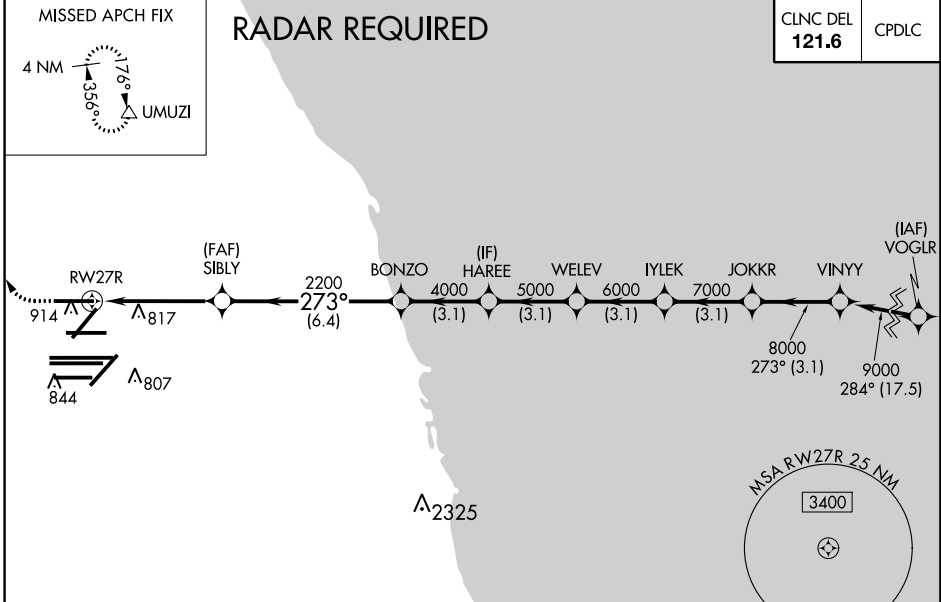 MISSED APCH FIX
4 NM
176°
356°
UMUZI
RADAR REQUIRED
CLNC DEL
121.6
CPDLC
(IAF)
VOGLR
VINYY
JOKKR
IYLEK
WELEV
(IF)
HAREE
BONZO
(FAF)
SIBLY
RW27R
2200
273°
(6.4)
4000
(3.1)
5000
(3.1)
6000
(3.1)
7000
(3.1)
8000
273° (3.1)
9000
284° (17.5)
914
817
844
807
2325
MSA RW27R 25 NM
3400